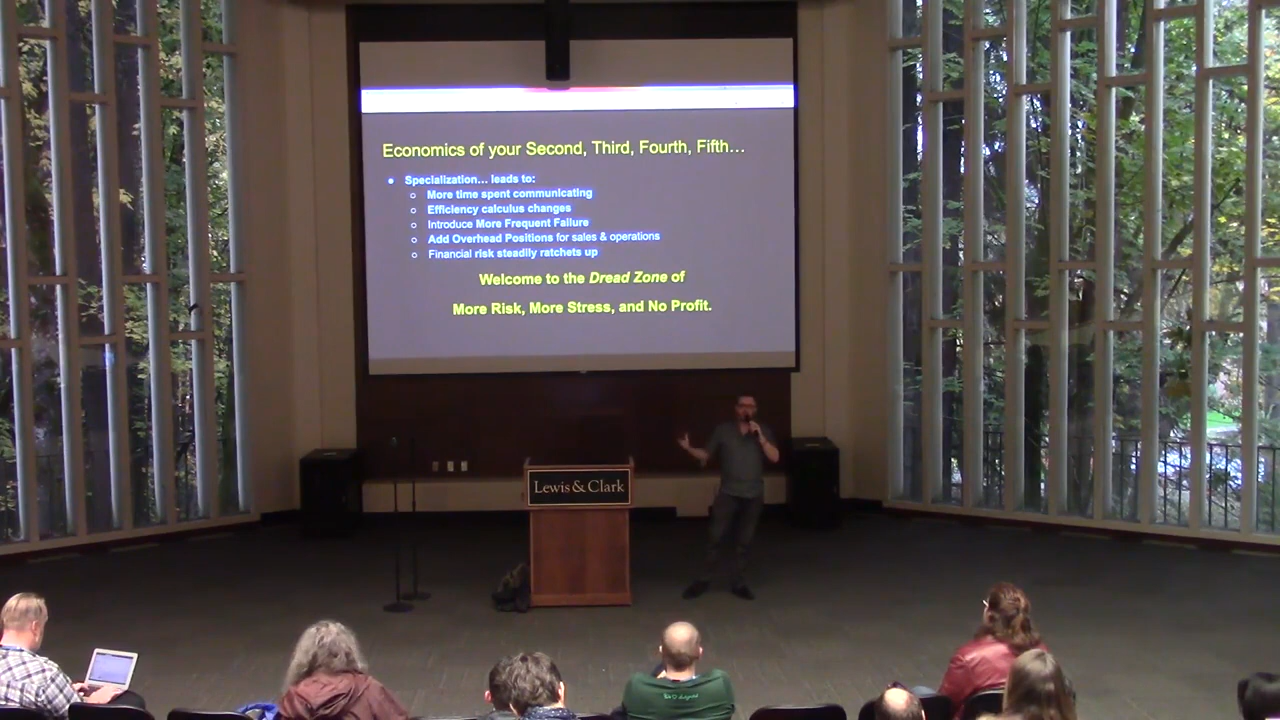 Economics of your Second, Third, Fourth, Fifth…
● Specialization… leads to:
○ More time spent communicating
○ Efficiency calculus changes
○ Introduce More Frequent Failure
○ Add Overhead Positions for sales & operations
○ Financial risk steadily ratchets up
Welcome to the Dread Zone of
More Risk, More Stress, and No Profit.
Lewis & Clark